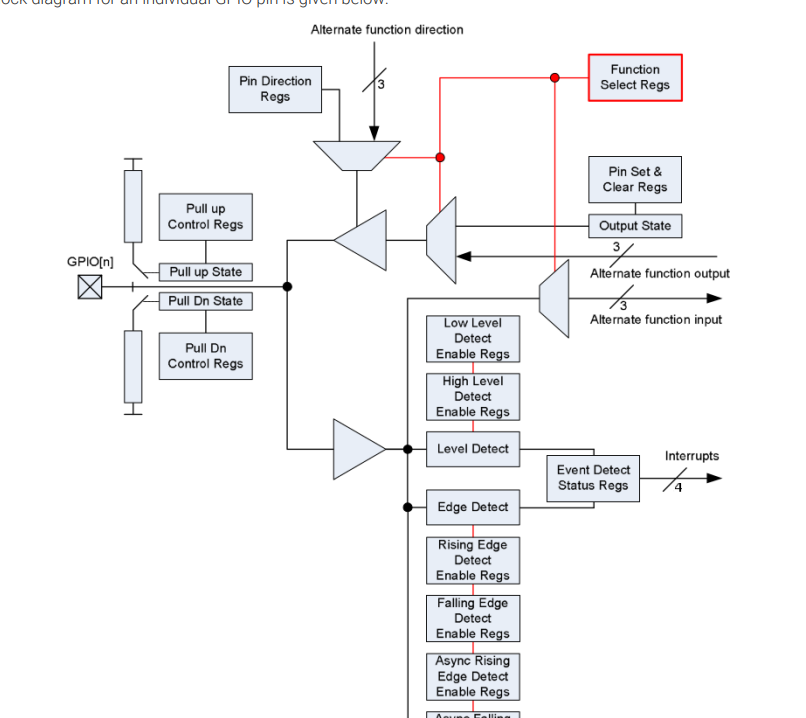 ock diagram for an individual GPIO pin is given below.
Alternate function direction
3
Pin Direction
Regs
Function
Select Regs
Pin Set &
Clear Regs
Output State
3
Alternate function output
3
Alternate function input
Pull up
Control Regs
GPIO[n]
Pull up State
Pull Dn State
Pull Dn
Control Regs
Low Level
Detect
Enable Regs
High Level
Detect
Enable Regs
Level Detect
Interrupts
Event Detect
Status Regs
4
Edge Detect
Rising Edge
Detect
Enable Regs
Falling Edge
Detect
Enable Regs
Async Rising
Edge Detect
Enable Regs
Async Falling